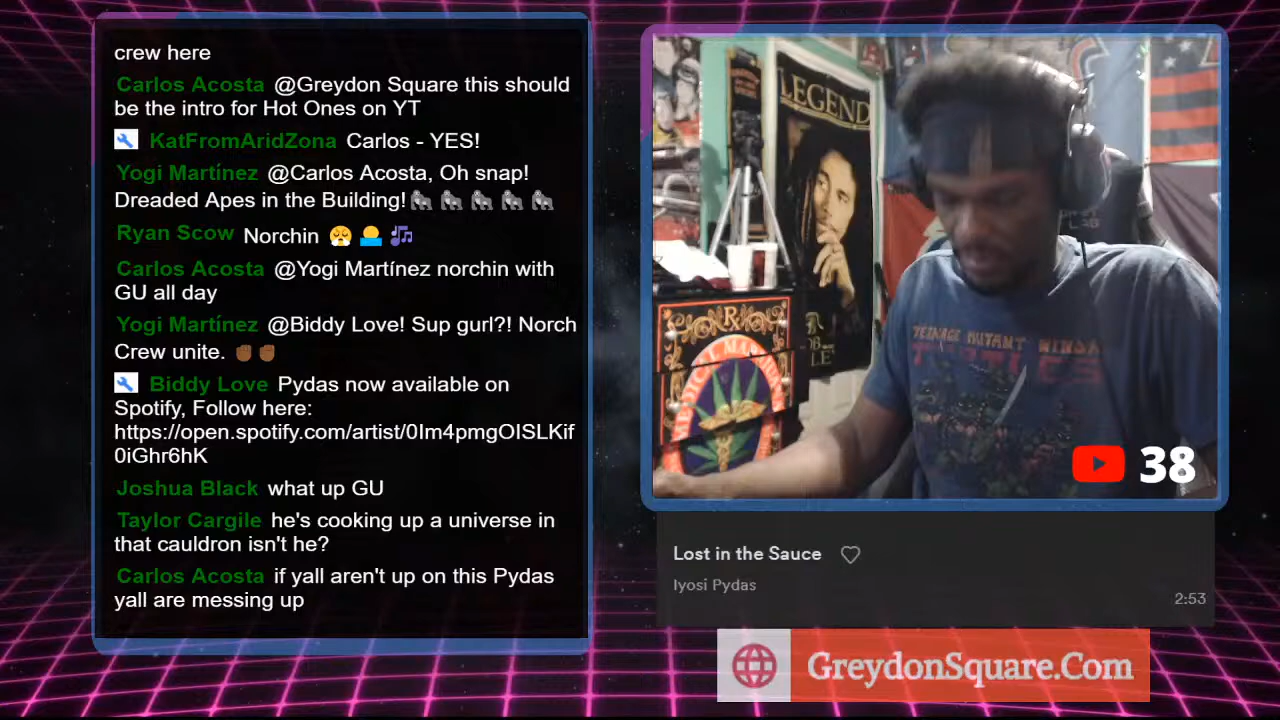 crew here
Carlos Acosta @Greydon Square this should
be the intro for Hot Ones on YT
KatFromAridZona Carlos - YES!
Yogi Martínez @Carlos Acosta, Oh snap!
Dreaded Apes in the Building!🦍🦍🦍🦍🦍
Ryan Scow Norchin 😤 🙇 🎶
Carlos Acosta @Yogi Martínez norchin with
GU all day
Yogi Martínez @Biddy Love! Sup gurl?! Norch
Crew unite. ✊🏾✊🏾
Biddy Love Pydas now available on
Spotify, Follow here:
https://open.spotify.com/artist/0Im4pmgOISLKif
0iGhr6hK
Joshua Black what up GU
Taylor Cargile he's cooking up a universe in
that cauldron isn't he?
Carlos Acosta if yall aren't up on this Pydas
yall are messing up
LEGEND
TEENAGE MUTANT NINJA
TURTLES
38
Lost in the Sauce
Iyosi Pydas
2:53
GreydonSquare.Com